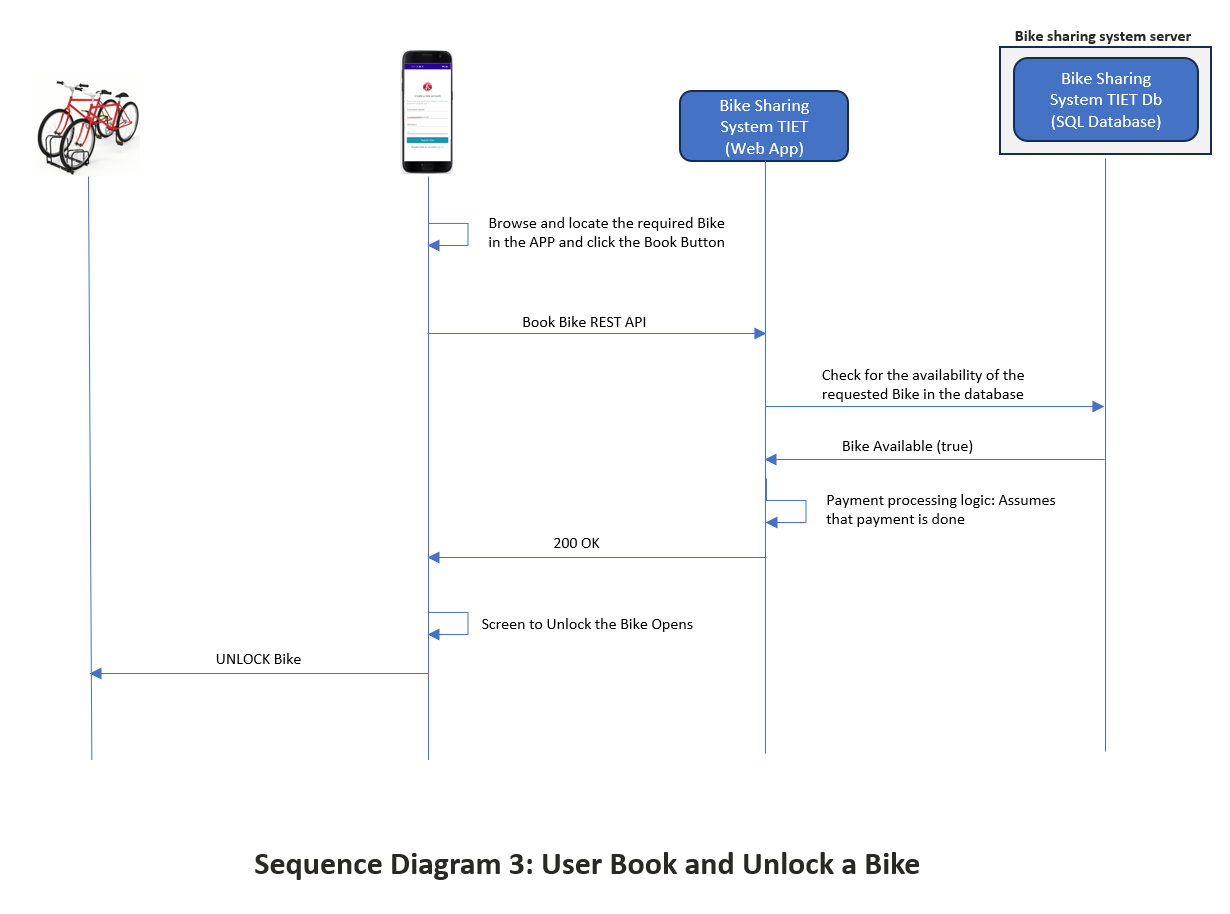 Bike sharing system server
Bike Sharing
System TIET Db
(SQL Database)
Bike Sharing
System TIET
(Web App)
Browse and locate the required Bike
in the APP and click the Book Button
Book Bike REST API
Check for the availability of the
requested Bike in the database
Bike Available (true)
Payment processing logic: Assumes
that payment is done
200 OK
Screen to Unlock the Bike Opens
UNLOCK Bike
Sequence Diagram 3: User Book and Unlock a Bike